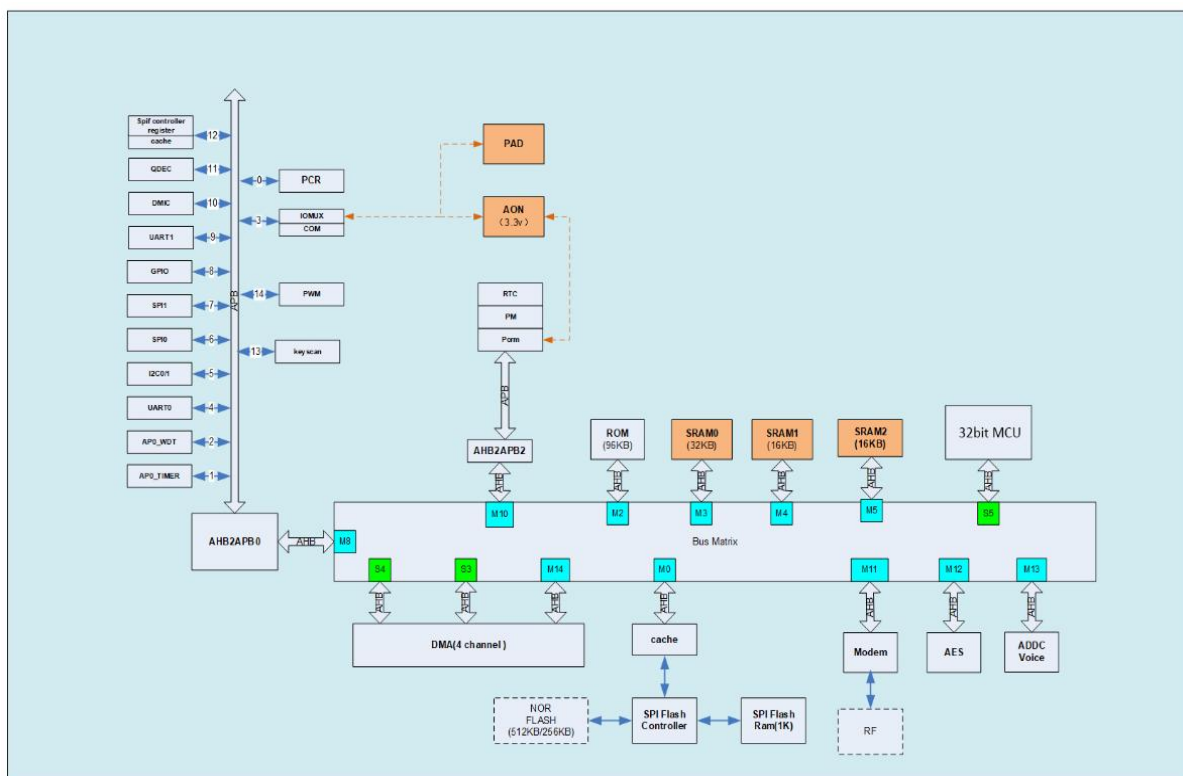 Spif controller
register
cache
12
QDEC
11
DMIC
10
UART1
9
GPIO
8
SPI1
7
SPI0
6
I2C0/1
5
UART0
4
AP0_WDT
2
AP0_TIMER
1
APB
0
PCR
3
IOMUX
COM
14
PWM
13
keyscan
PAD
AON
(3.3v)
RTC
PM
Pcrm
APB
AHB2APB2
AHB
M10
ROM
(96KB)
AHB
M2
SRAM0
(32KB)
AHB
M3
SRAM1
(16KB)
AHB
M4
SRAM2
(16KB)
AHB
M5
32bit MCU
AHB
S5
AHB2APB0
AHB
M8
Bus Matrix
S4
S3
M14
M0
M11
M12
M13
AHB
AHB
AHB
AHB
AHB
AHB
AHB
DMA(4 channel )
cache
Modem
AES
ADDC
Voice
NOR
FLASH
(512KB/256KB)
SPI Flash
Controller
SPI Flash
Ram(1K)
RF